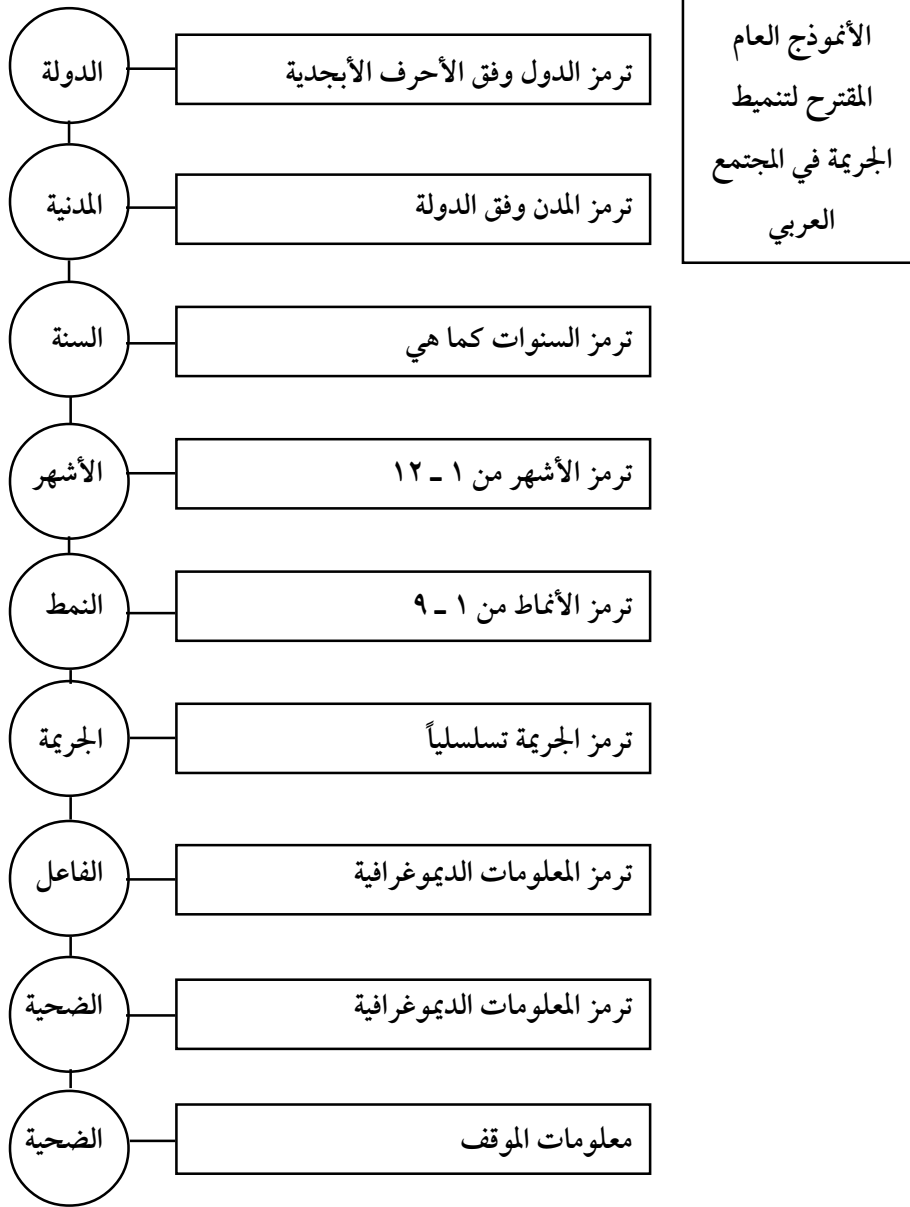 الأنموذج العام
المقترح لتنميط
الجريمة في المجتمع
العربي
الدولة
ترمز الدول وفق الأحرف الأبجدية
المدنية
ترمز المدن وفق الدولة
السنة
ترمز السنوات كما هي
الأشهر
ترمز الأشهر من ١ ـ ١٢
النمط
ترمز الأنماط من ١ ـ ٩
الجريمة
ترمز الجريمة تسلسلياً
الفاعل
ترمز المعلومات الديموغرافية
الضحية
ترمز المعلومات الديموغرافية
الضحية
معلومات الموقف